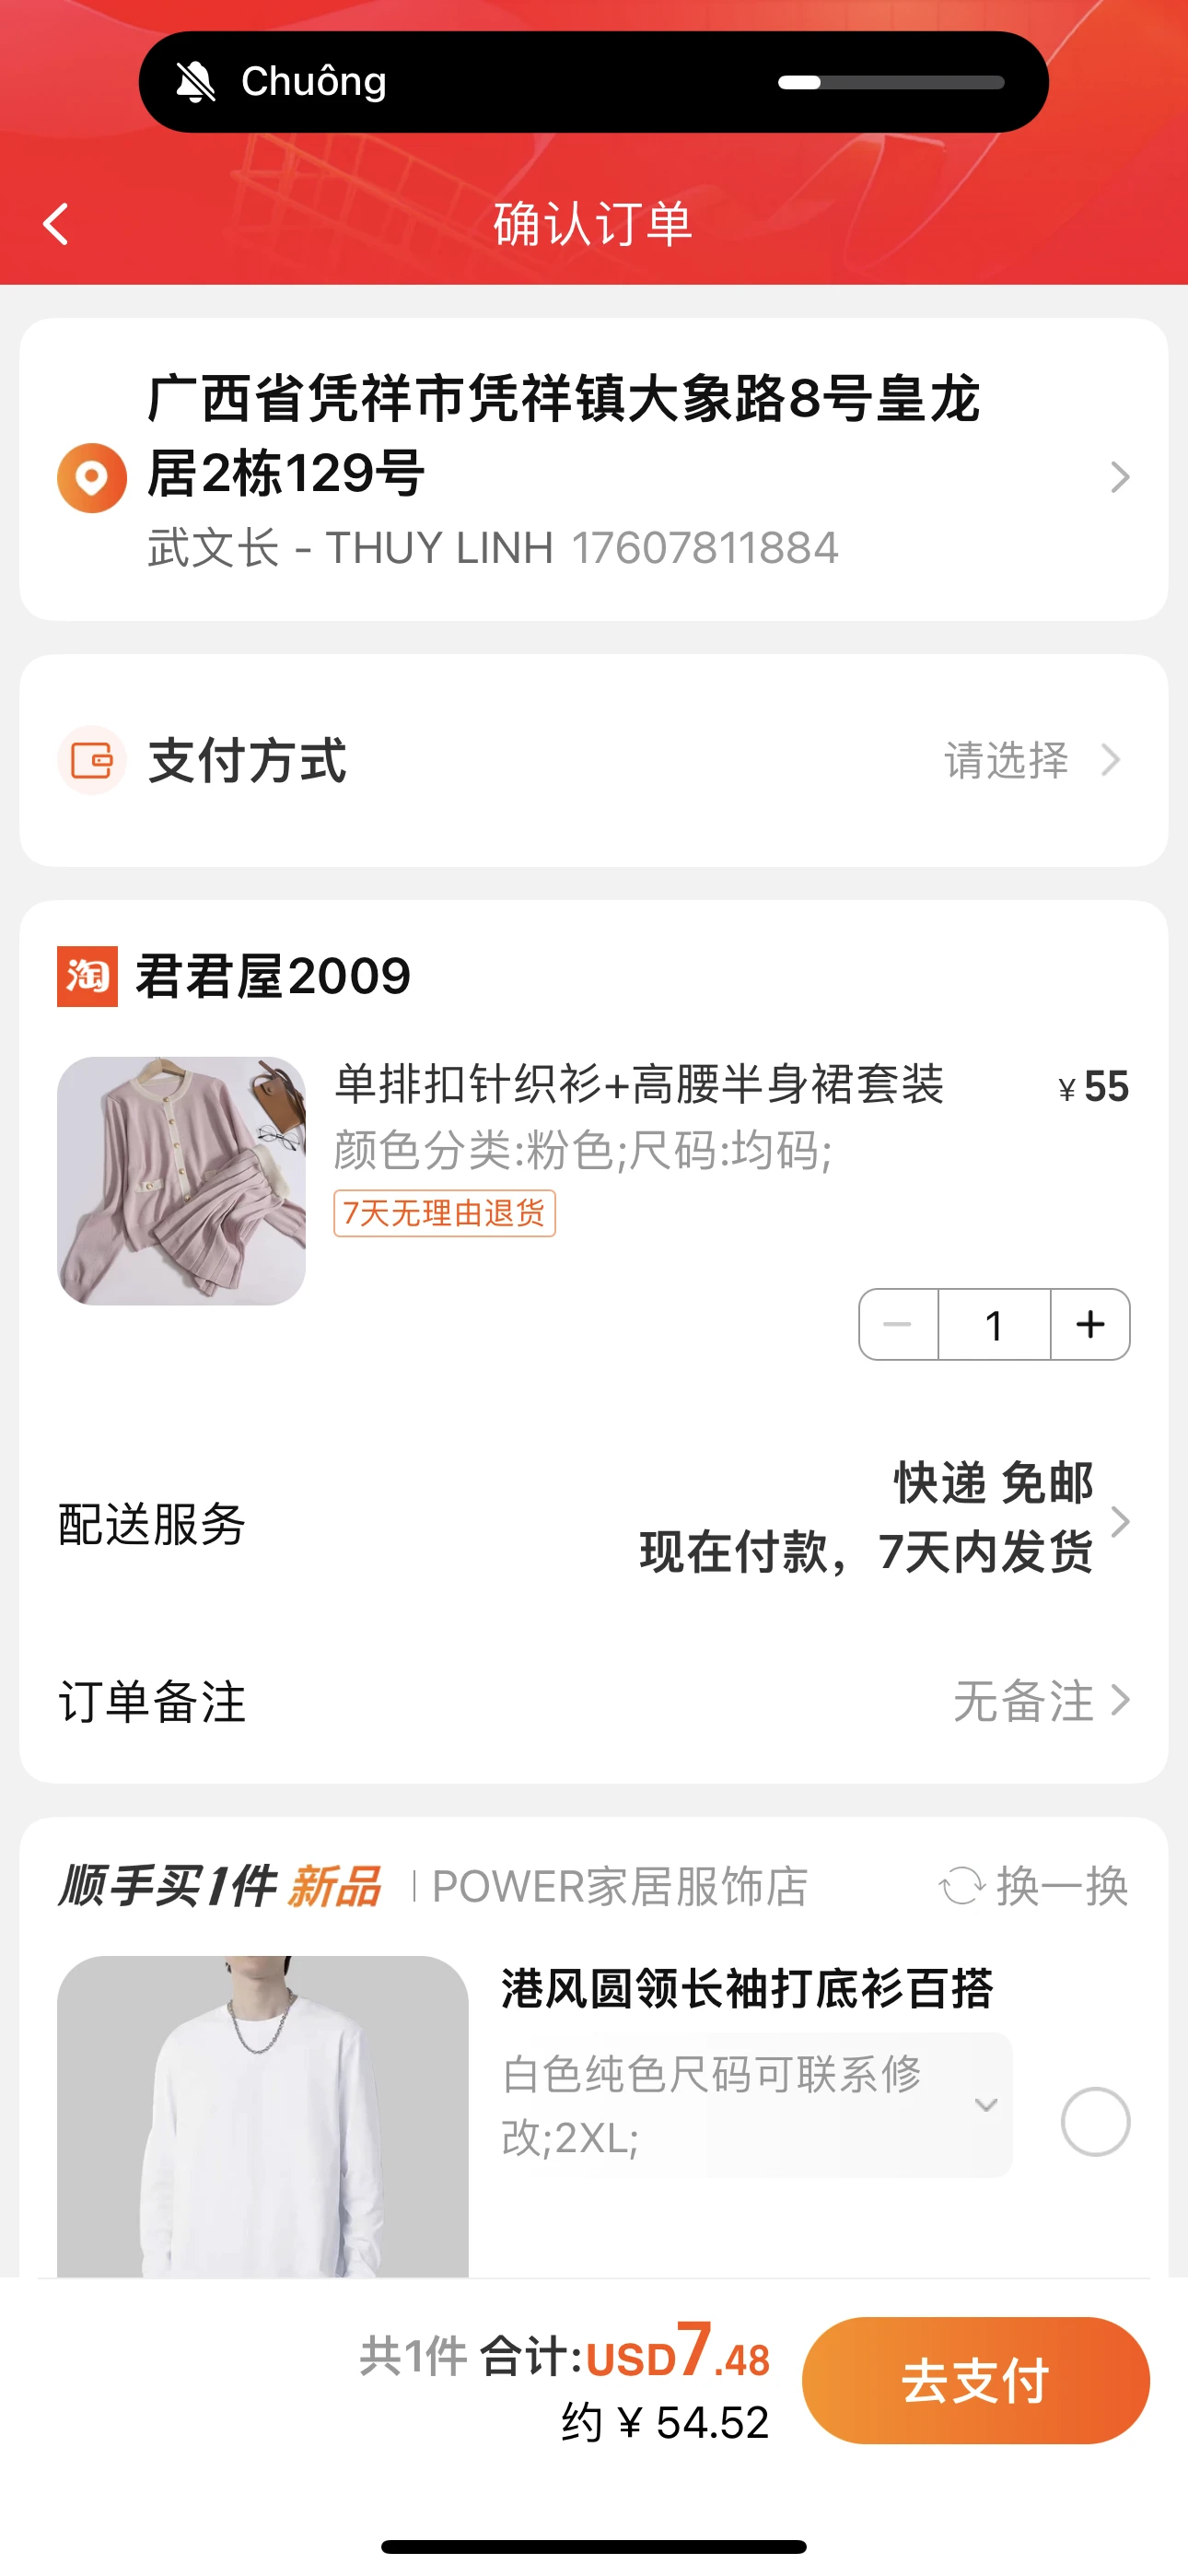 Chuông
确认订单
广西省凭祥市凭祥镇大象路8号皇龙
居2栋129号
武文长 - THUY LINH 17607811884
支付方式 请选择
淘 君君屋2009
单排扣针织衫+高腰半身裙套装 ¥55
颜色分类:粉色;尺码:均码;
7天无理由退货
1
快递 免邮
配送服务
现在付款，7天内发货
订单备注 无备注
顺手买1件 新品 | POWER家居服饰店 换一换
港风圆领长袖打底衫百搭
白色纯色尺码可联系修
改;2XL;
共1件 合计:USD7.48
约 ¥ 54.52
去支付